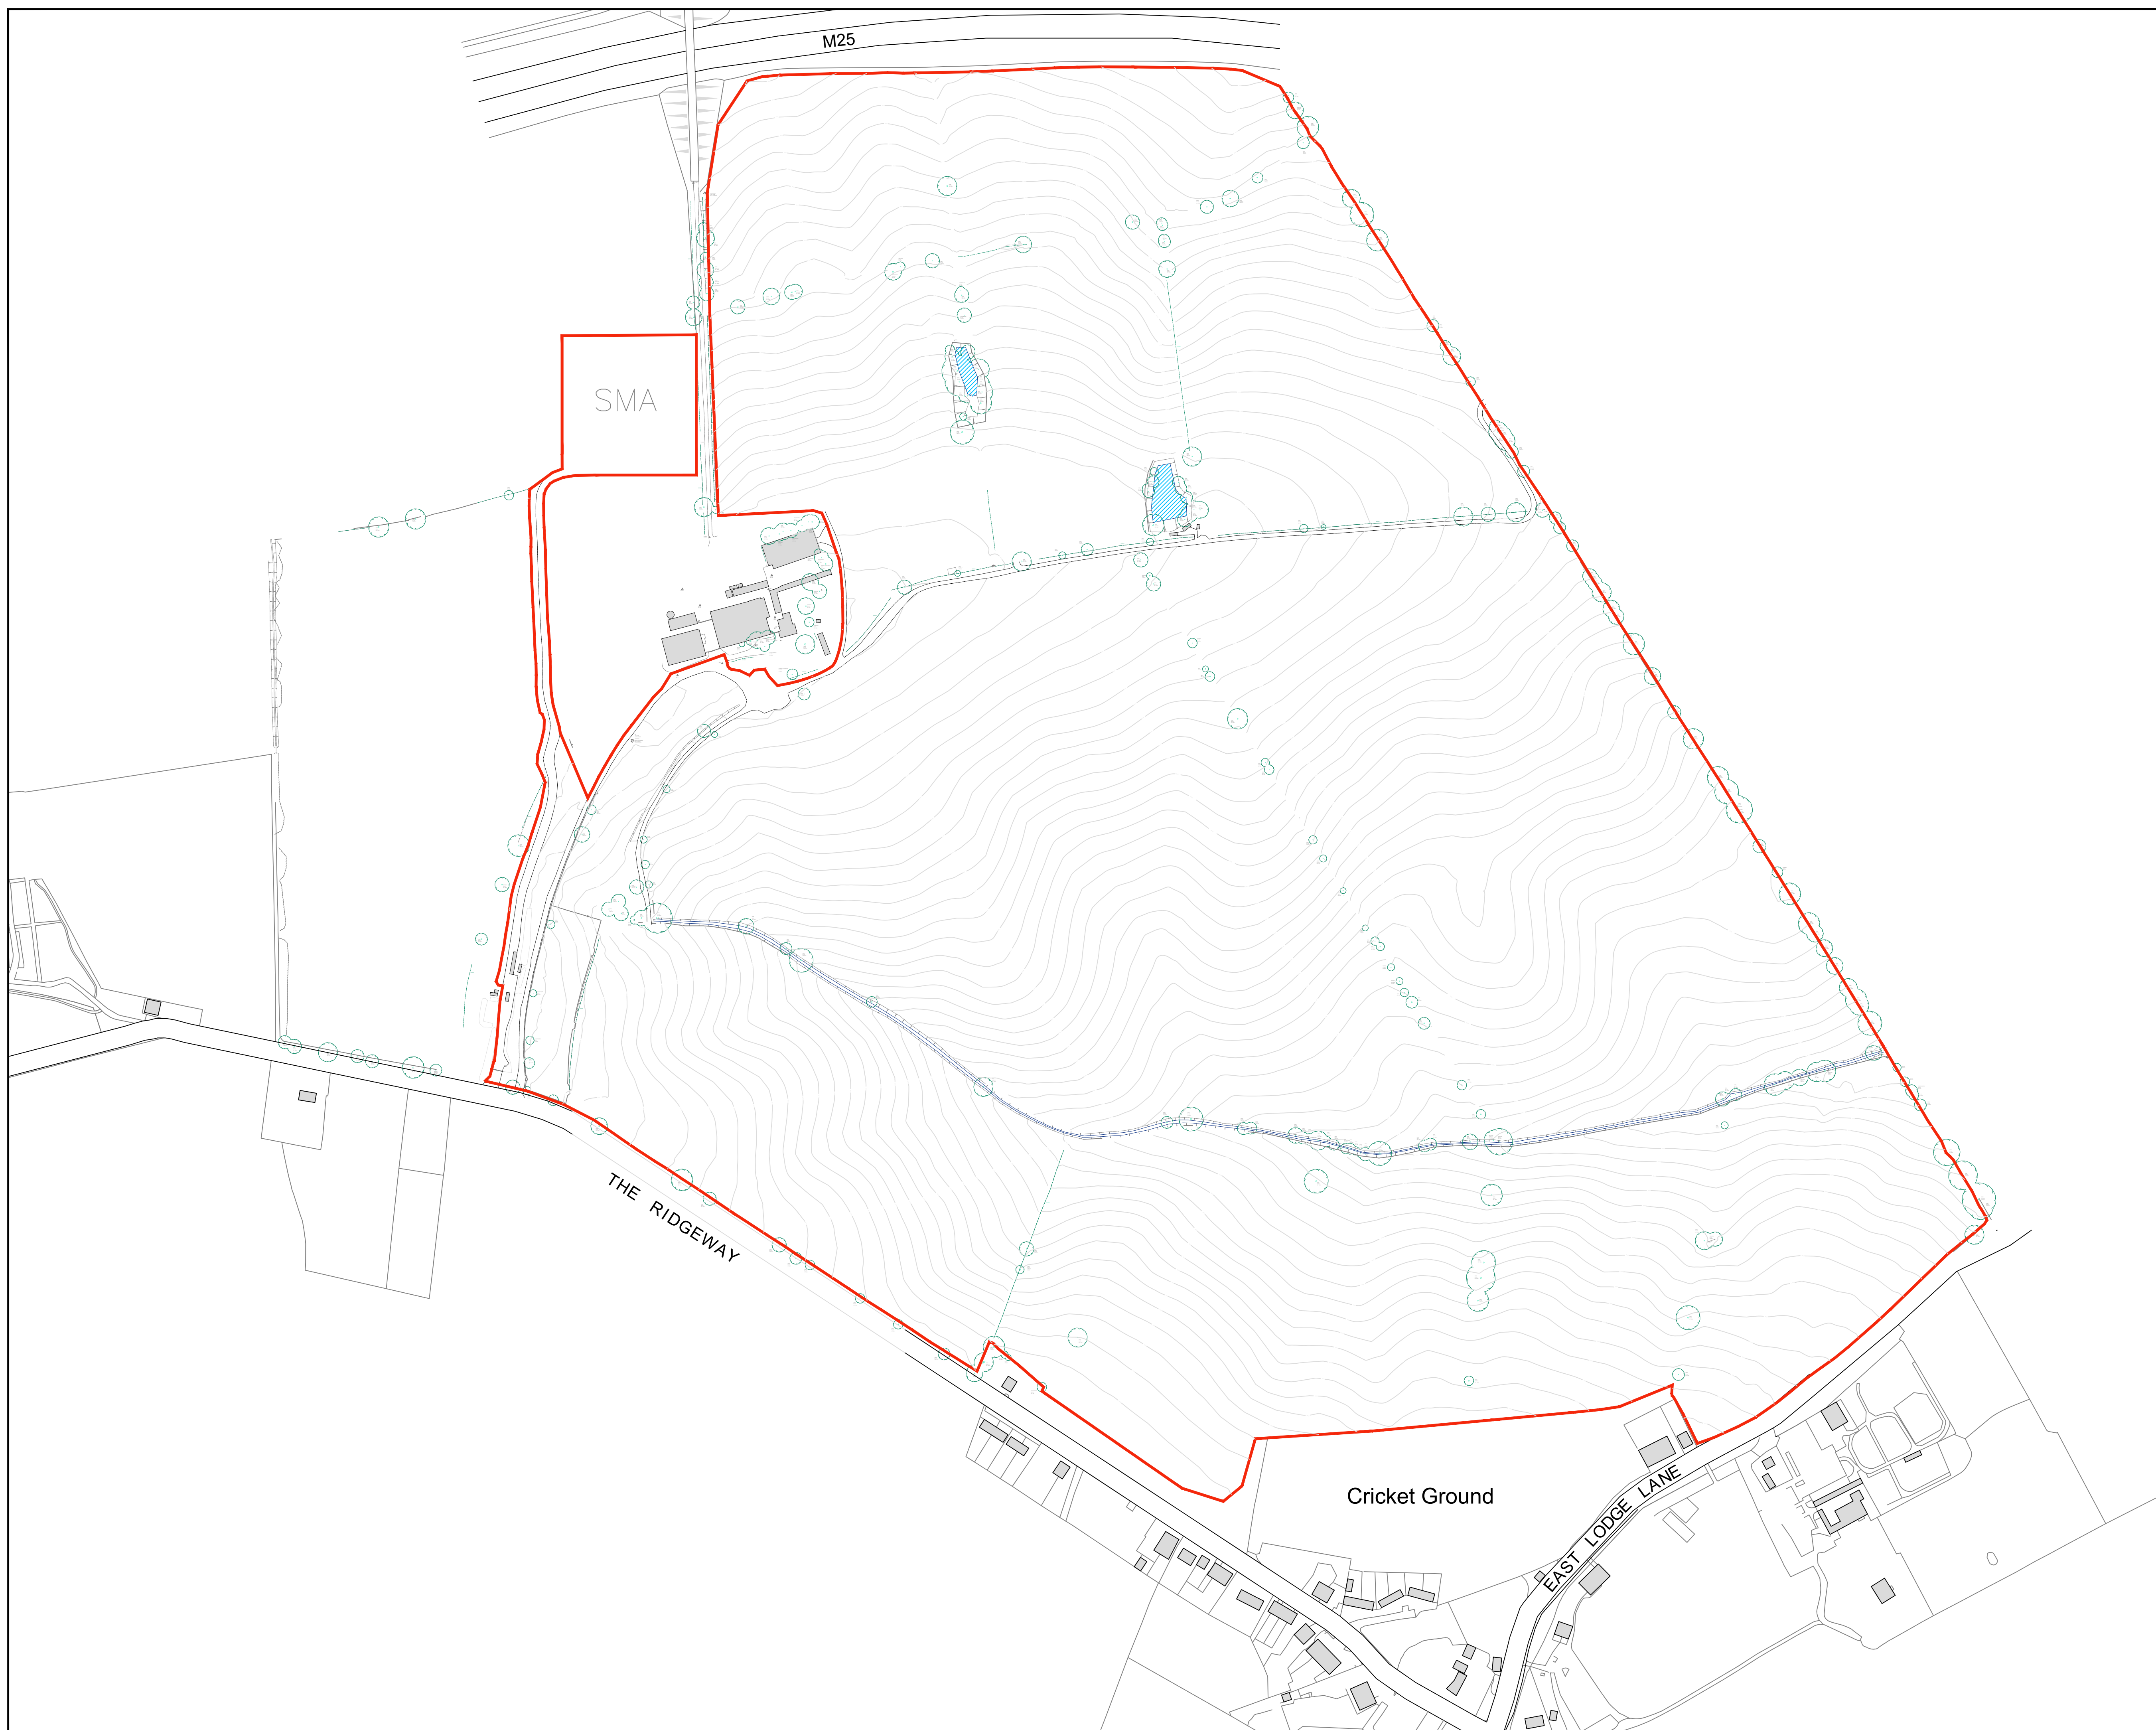 M25
SMA
THE RIDGEWAY
Cricket Ground
EAST LODGE LANE